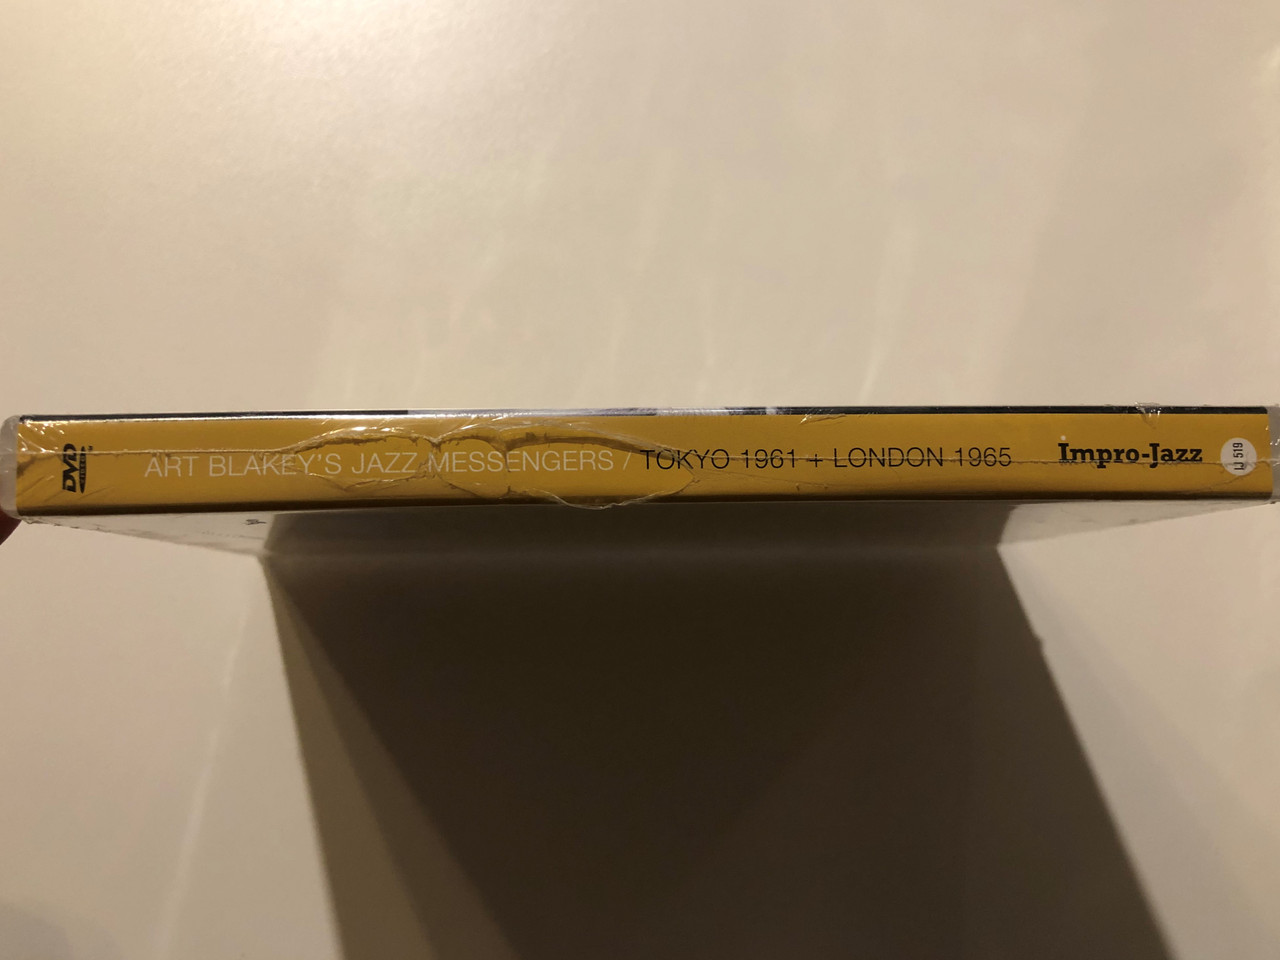 DVD
ART BLAKEY'S JAZZ MESSENGERS / TOKYO 1961 + LONDON 1965
Impro-Jazz
IJ 519